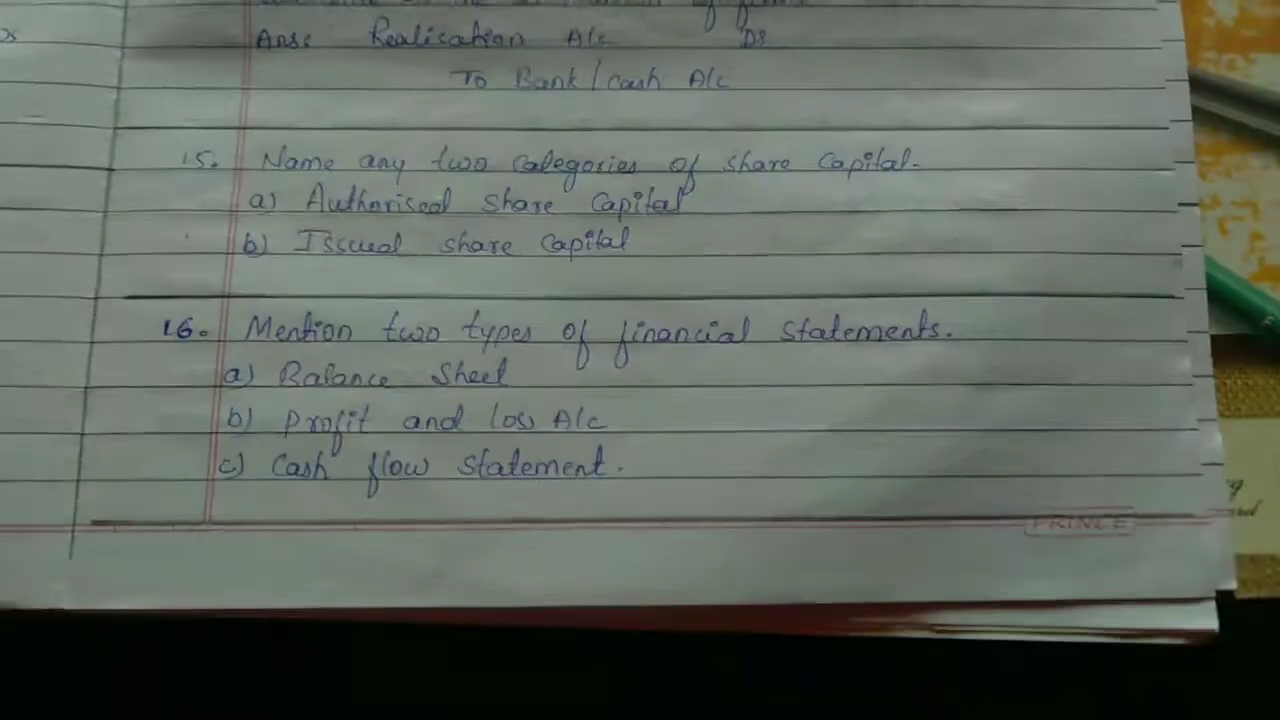 Ans: Realisation A/c Dr
To Bank/cash A/c
15. Name any two categories of share capital.
a) Authorised share capital
b) Issued share capital
16. Mention two types of financial statements.
a) Balance Sheet
b) Profit and loss A/c
c) Cash flow statement.
PRINCE